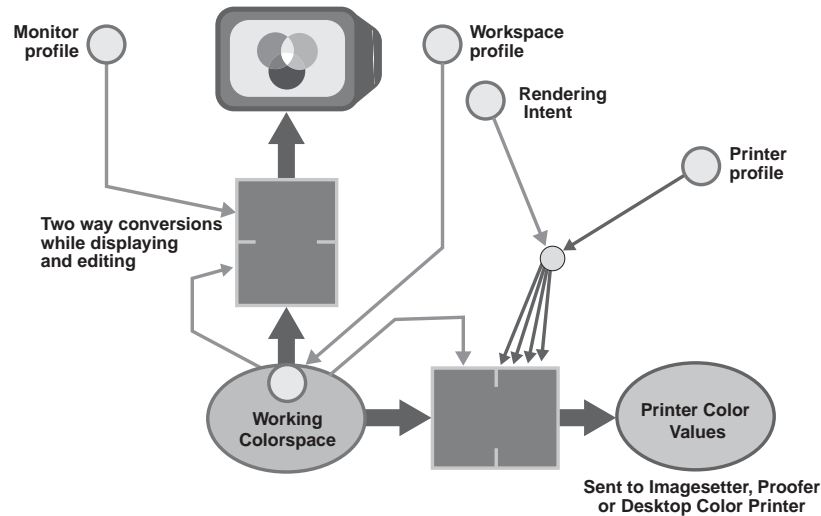 Monitor
profile
Workspace
profile
Rendering
Intent
Printer
profile
Two way conversions
while displaying
and editing
Working
Colorspace
Printer Color
Values
Sent to Imagesetter, Proofer
or Desktop Color Printer